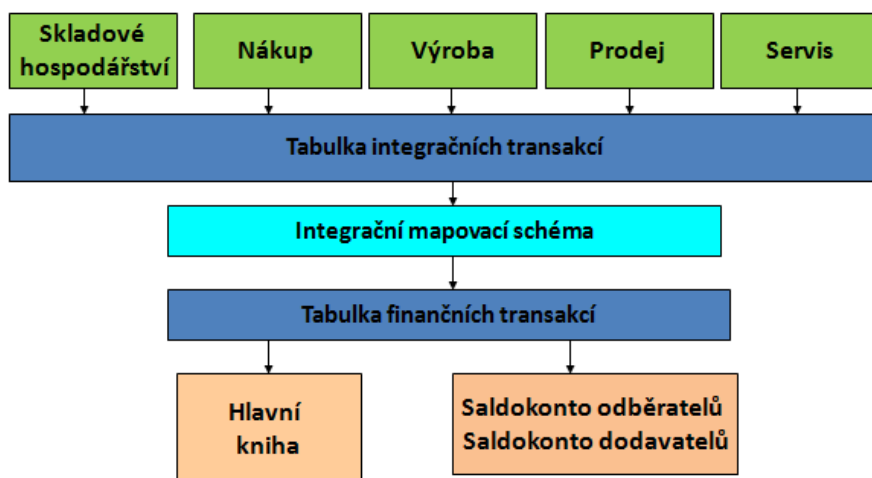 Skladové
hospodářství
Nákup
Výroba
Prodej
Servis
Tabulka integračních transakcí
Integrační mapovací schéma
Tabulka finančních transakcí
Hlavní
kniha
Saldokonto odběratelů
Saldokonto dodavatelů